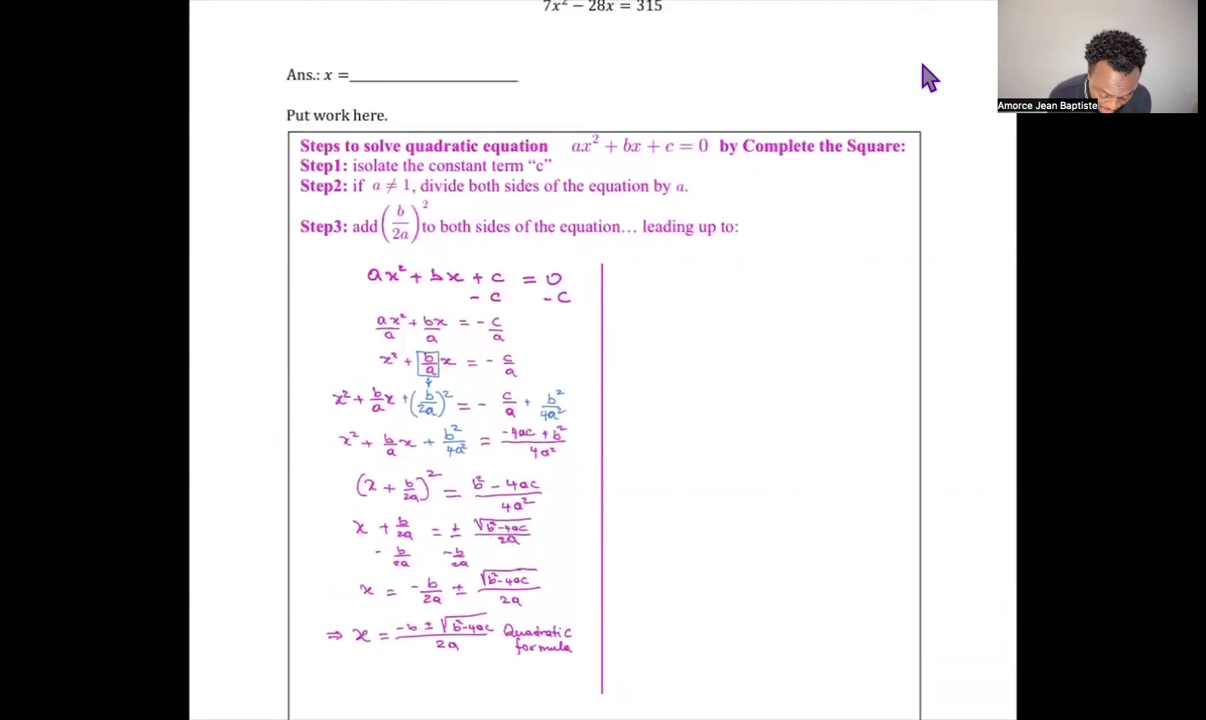 7x² − 28x = 315
Ans.: x =____________________
Amorce Jean Baptiste
Put work here.
Steps to solve quadratic equation ax² + bx + c = 0 by Complete the Square:
Step1: isolate the constant term “c”
Step2: if a ≠ 1, divide both sides of the equation by a.
Step3: add (b/2a)² to both sides of the equation… leading up to:
ax² + bx + c = 0
- c - c
ax²/a + bx/a = - c/a
x² + b/a x = - c/a
x² + b/a x + (b/2a)² = - c/a + b²/4a²
x² + b/a x + b²/4a² = -4ac + b²/4a²
(x + b/2a)² = b² - 4ac/4a²
x + b/2a = ± √b²-4ac/2a
- b/2a - b/2a
x = - b/2a ± √b²-4ac/2a
⇒ x = -b ± √b²-4ac/2a Quadratic formula